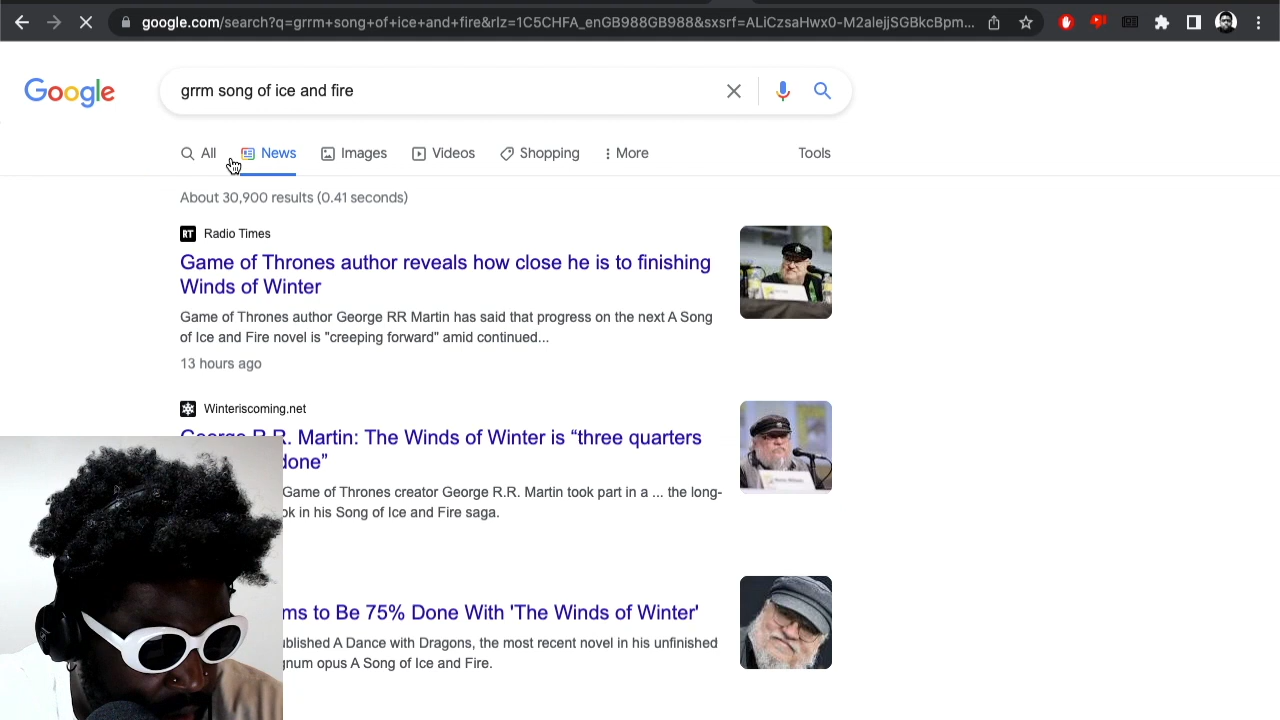 google.com/search?q=grrm+song+of+ice+and+fire&rlz=1C5CHFA_enGB988GB988&sxsrf=ALiCzsaHwx0-M2alejjSGBkcBpm...
Google
grrm song of ice and fire
All News Images Videos Shopping More Tools
About 30,900 results (0.41 seconds)
RT Radio Times
Game of Thrones author reveals how close he is to finishing
Winds of Winter
Game of Thrones author George RR Martin has said that progress on the next A Song
of Ice and Fire novel is "creeping forward" amid continued...
13 hours ago
Winteriscoming.net
George R.R. Martin: The Winds of Winter is “three quarters
done”
Game of Thrones creator George R.R. Martin took part in a ... the long-
in his Song of Ice and Fire saga.
to Be 75% Done With 'The Winds of Winter'
A Dance with Dragons, the most recent novel in his unfinished
opus A Song of Ice and Fire.